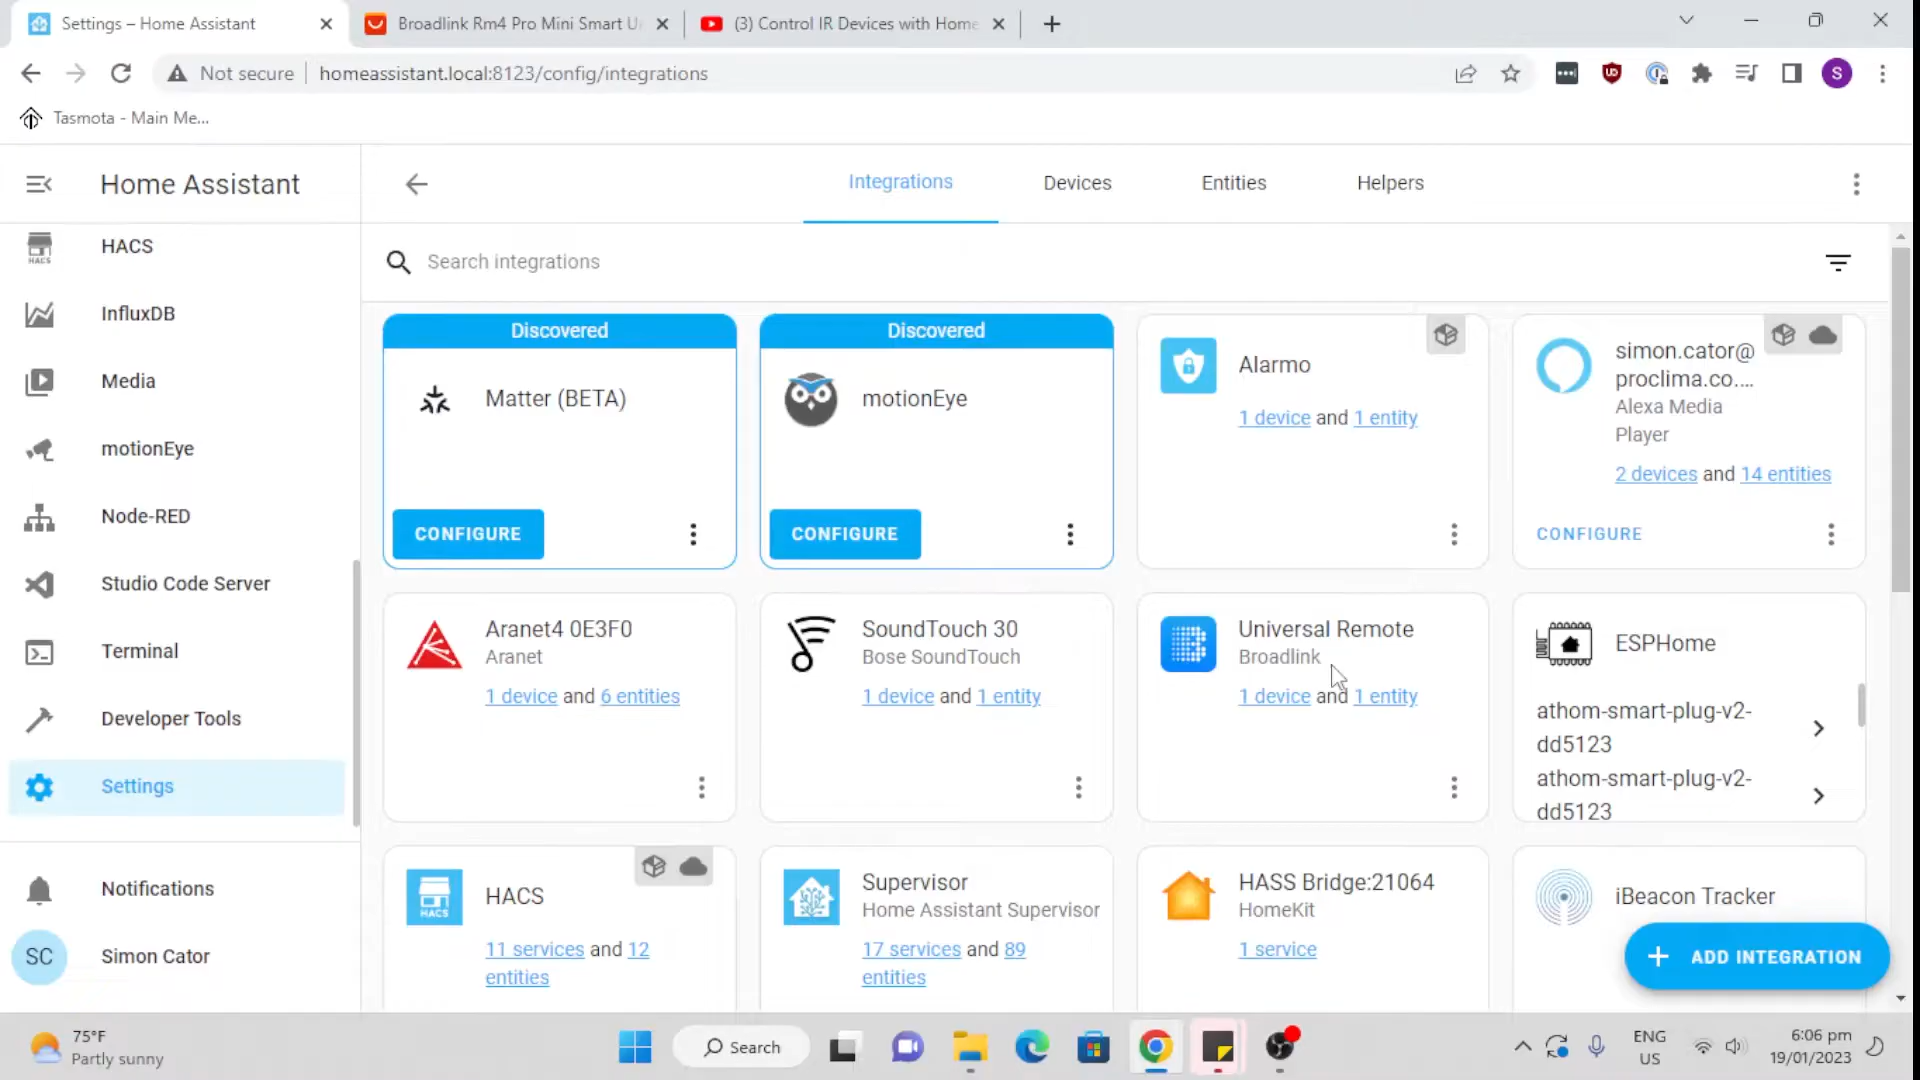 Settings – Home Assistant
Broadlink Rm4 Pro Mini Smart U
(3) Control IR Devices with Home
Not secure
homeassistant.local:8123/config/integrations
S
Tasmota - Main Me...
Home Assistant
Integrations
Devices
Entities
Helpers
HACS
HACS
InfluxDB
Media
motionEye
Node-RED
Studio Code Server
Terminal
Developer Tools
Settings
Notifications
SC
Simon Cator
Search integrations
Discovered
Matter (BETA)
CONFIGURE
Discovered
motionEye
CONFIGURE
Alarmo
1 device and 1 entity
simon.cator@
proclima.co....
Alexa Media
Player
2 devices and 14 entities
CONFIGURE
Aranet4 0E3F0
Aranet
1 device and 6 entities
SoundTouch 30
Bose SoundTouch
1 device and 1 entity
Universal Remote
Broadlink
1 device and 1 entity
ESPHome
athom-smart-plug-v2-
dd5123
athom-smart-plug-v2-
dd5123
HACS
HACS
11 services and 12
entities
Supervisor
Home Assistant Supervisor
17 services and 89
entities
HASS Bridge:21064
HomeKit
1 service
iBeacon Tracker
ADD INTEGRATION
75°F
Partly sunny
Search
ENG
US
6:06 pm
19/01/2023